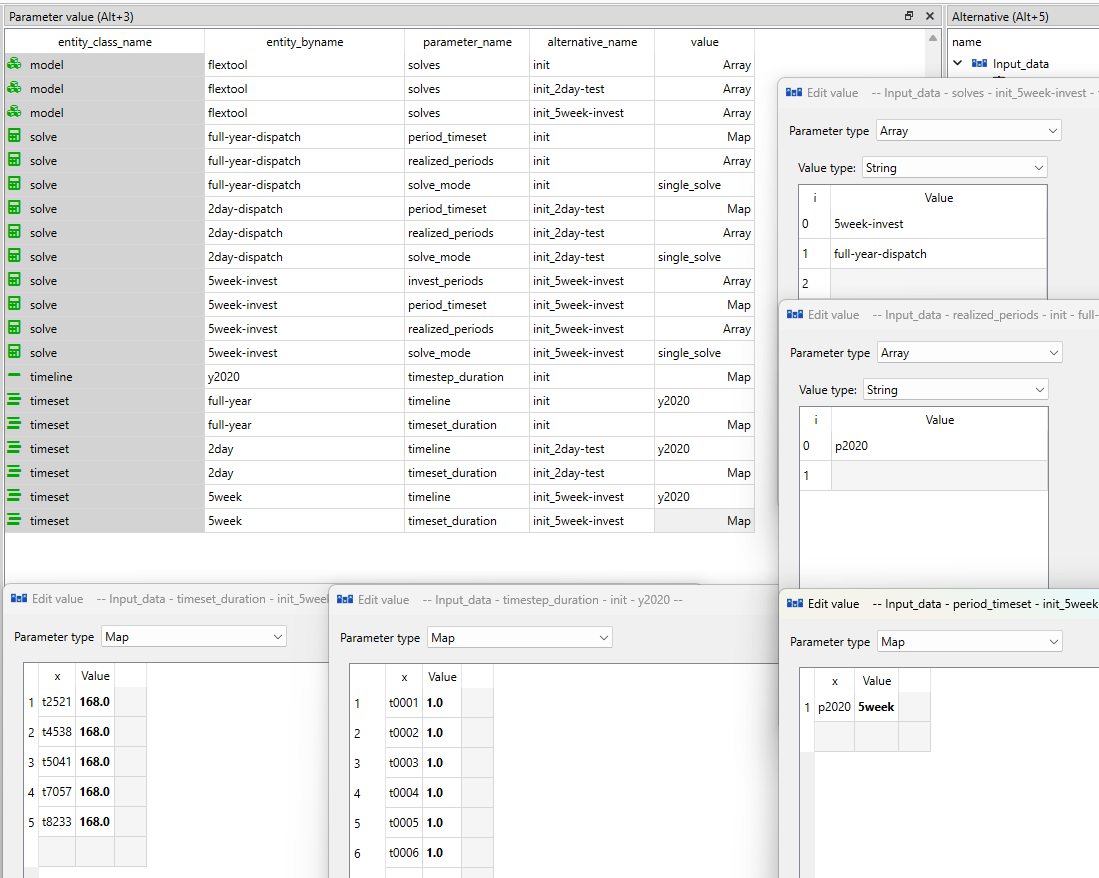 Parameter value (Alt+3)
entity_class_name entity_byname parameter_name alternative_name value
model flextool solves init Array
model flextool solves init_2day-test Array
model flextool solves init_5week-invest Array
solve full-year-dispatch period_timeset init Map
solve full-year-dispatch realized_periods init Array
solve full-year-dispatch solve_mode init single_solve
solve 2day-dispatch period_timeset init_2day-test Map
solve 2day-dispatch realized_periods init_2day-test Array
solve 2day-dispatch solve_mode init_2day-test single_solve
solve 5week-invest invest_periods init_5week-invest Array
solve 5week-invest period_timeset init_5week-invest Map
solve 5week-invest realized_periods init_5week-invest Array
solve 5week-invest solve_mode init_5week-invest single_solve
timeline y2020 timestep_duration init Map
timeset full-year timeline init y2020
timeset full-year timeset_duration init Map
timeset 2day timeline init_2day-test y2020
timeset 2day timeset_duration init_2day-test Map
timeset 5week timeline init_5week-invest y2020
timeset 5week timeset_duration init_5week-invest Map
Alternative (Alt+5)
name
Input_data
Edit value -- Input_data - solves - init_5week-invest -
Parameter type Array
Value type: String
i Value
0 5week-invest
1 full-year-dispatch
2
Edit value -- Input_data - realized_periods - init - full-
Parameter type Array
Value type: String
i Value
0 p2020
1
Edit value -- Input_data - timeset_duration - init_5wee
Parameter type Map
x Value
1 t2521 168.0
2 t4538 168.0
3 t5041 168.0
4 t7057 168.0
5 t8233 168.0
Edit value -- Input_data - timestep_duration - init - y2020 --
Parameter type Map
x Value
1 t0001 1.0
2 t0002 1.0
3 t0003 1.0
4 t0004 1.0
5 t0005 1.0
6 t0006 1.0
Edit value -- Input_data - period_timeset - init_5week
Parameter type Map
x Value
1 p2020 5week